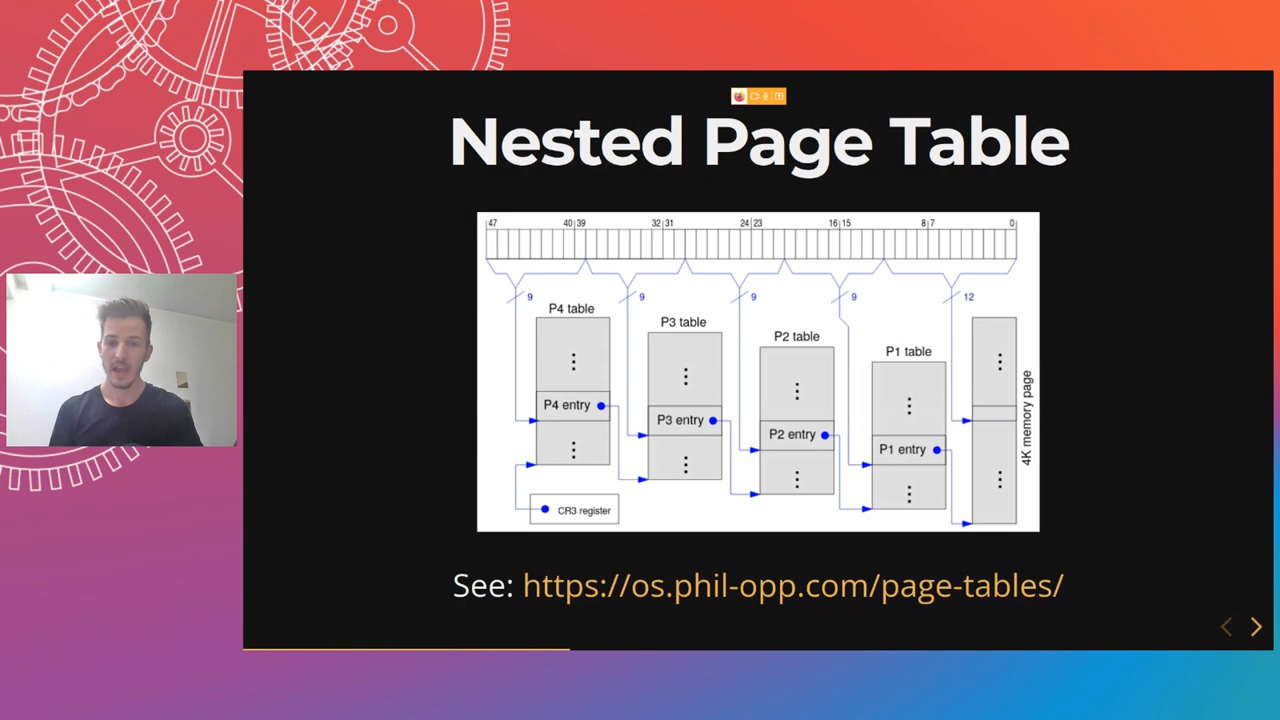 Nested Page Table
47 40 39 32 31 24 23 16 15 8 7 0
9 9 9 9 12
P4 table
P3 table
P2 table
P1 table
P4 entry
P3 entry
P2 entry
P1 entry
4K memory page
CR3 register
See: https://os.phil-opp.com/page-tables/